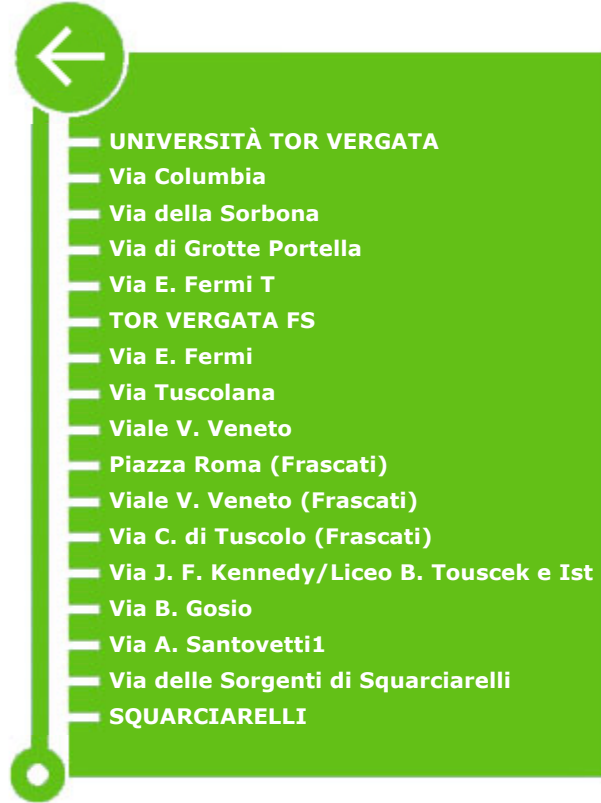 UNIVERSITÀ TOR VERGATA
Via Columbia
Via della Sorbona
Via di Grotte Portella
Via E. Fermi T
TOR VERGATA FS
Via E. Fermi
Via Tuscolana
Viale V. Veneto
Piazza Roma (Frascati)
Viale V. Veneto (Frascati)
Via C. di Tuscolo (Frascati)
Via J. F. Kennedy/Liceo B. Touscek e Ist
Via B. Gosio
Via A. Santovetti1
Via delle Sorgenti di Squarciarelli
SQUARCIARELLI